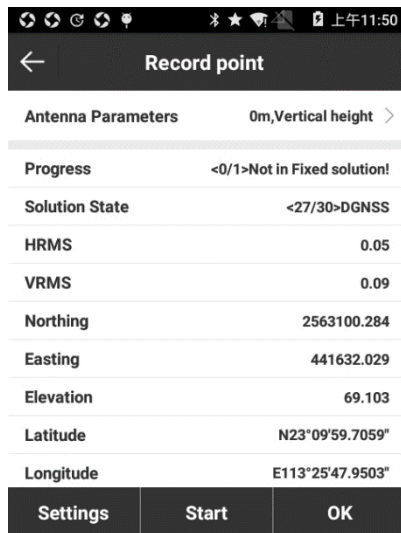 上午11:50
Record point
Antenna Parameters 0m,Vertical height
Progress <0/1>Not in Fixed solution!
Solution State <27/30>DGNSS
HRMS 0.05
VRMS 0.09
Northing 2563100.284
Easting 441632.029
Elevation 69.103
Latitude N23°09'59.7059"
Longitude E113°25'47.9503"
Settings Start OK